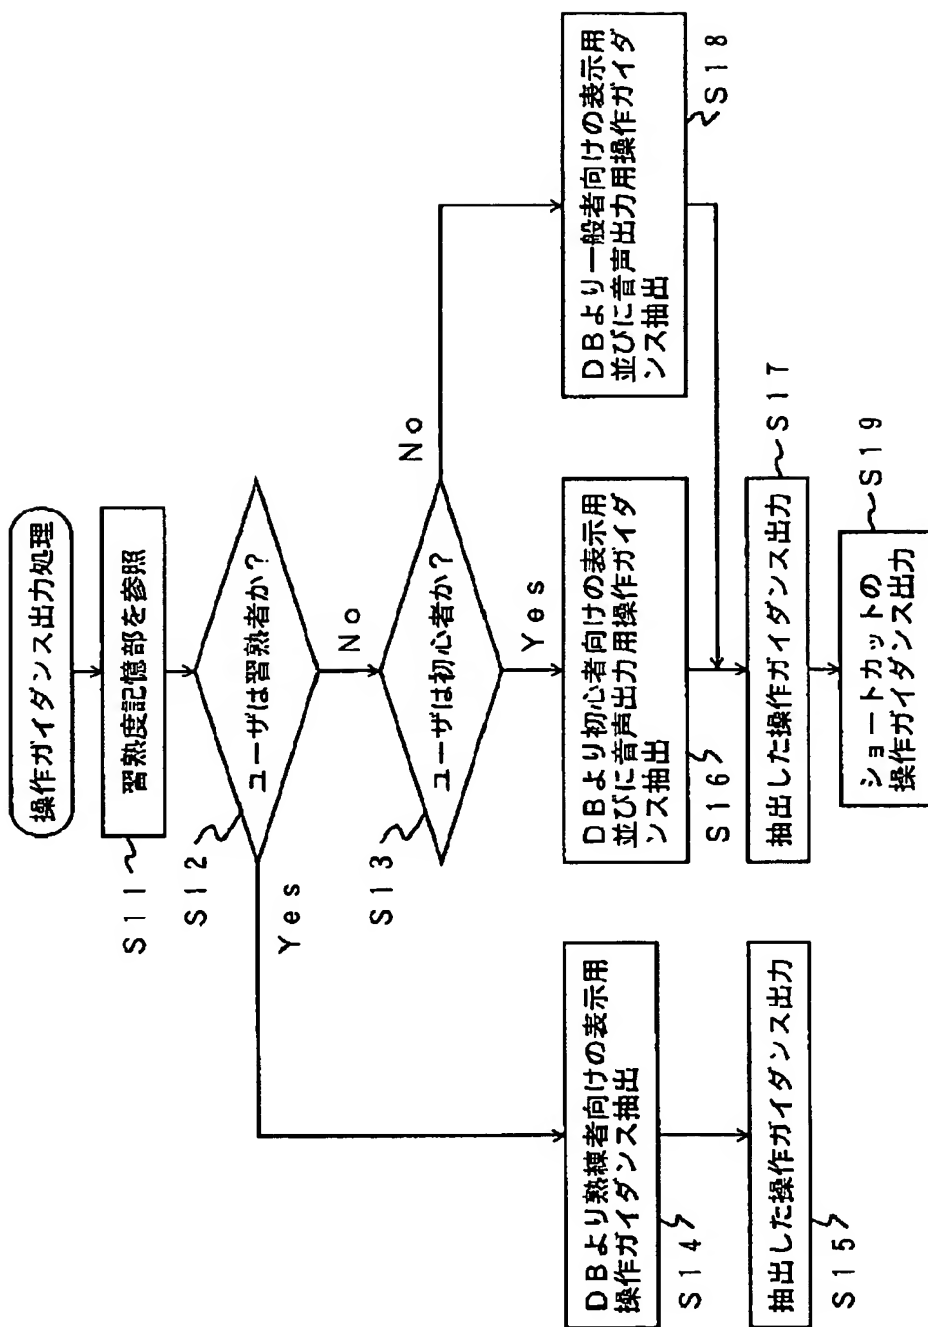 操作ガイダンス出力処理
習熟度記憶部を参照
S11
ユーザは習熟者か？
S12
Yes
No
ユーザは初心者か？
S13
No
Yes
DBより熟練者向けの表示用
操作ガイダンス抽出
S14
DBより初心者向けの表示用
並びに音声出力用操作ガイダ
ンス抽出
S16
DBより一般者向けの表示用
並びに音声出力用操作ガイダ
ンス抽出
S18
抽出した操作ガイダンス出力
S15
抽出した操作ガイダンス出力
S17
ショートカットの
操作ガイダンス出力
S19